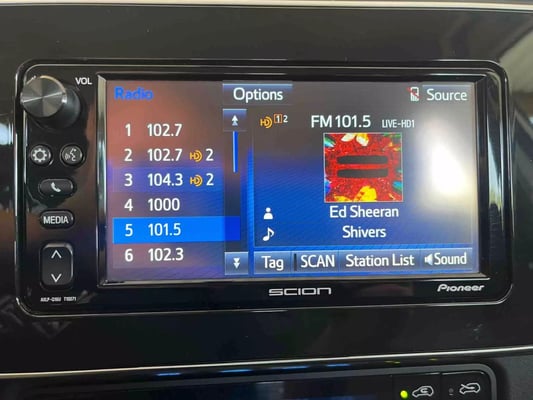 VOL
Radio
Options
Source
1 102.7
2 102.7 HD 2
3 104.3 HD 2
4 1000
5 101.5
6 102.3
HD 1 2 FM 101.5 LIVE-HD1
Ed Sheeran
Shivers
Tag SCAN Station List Sound
MEDIA
SCION
Pioneer